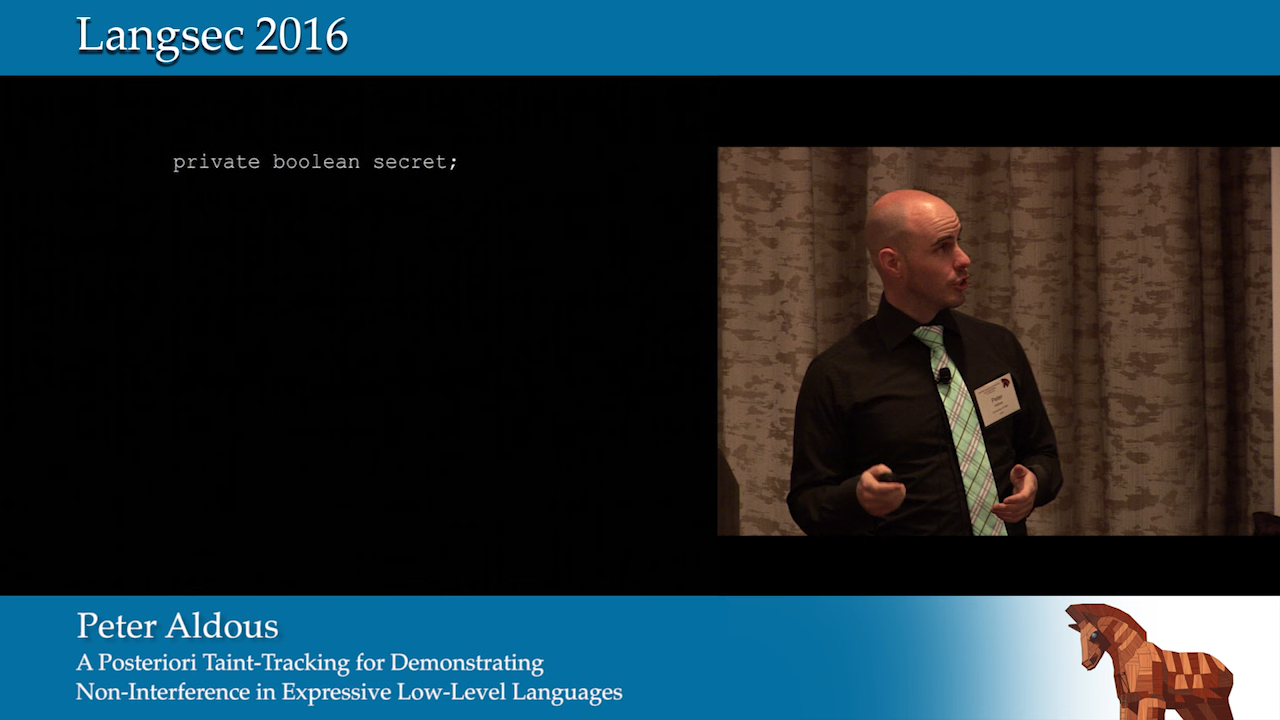 Langsec 2016
private boolean secret;
Peter
Peter Aldous
A Posteriori Taint-Tracking for Demonstrating
Non-Interference in Expressive Low-Level Languages